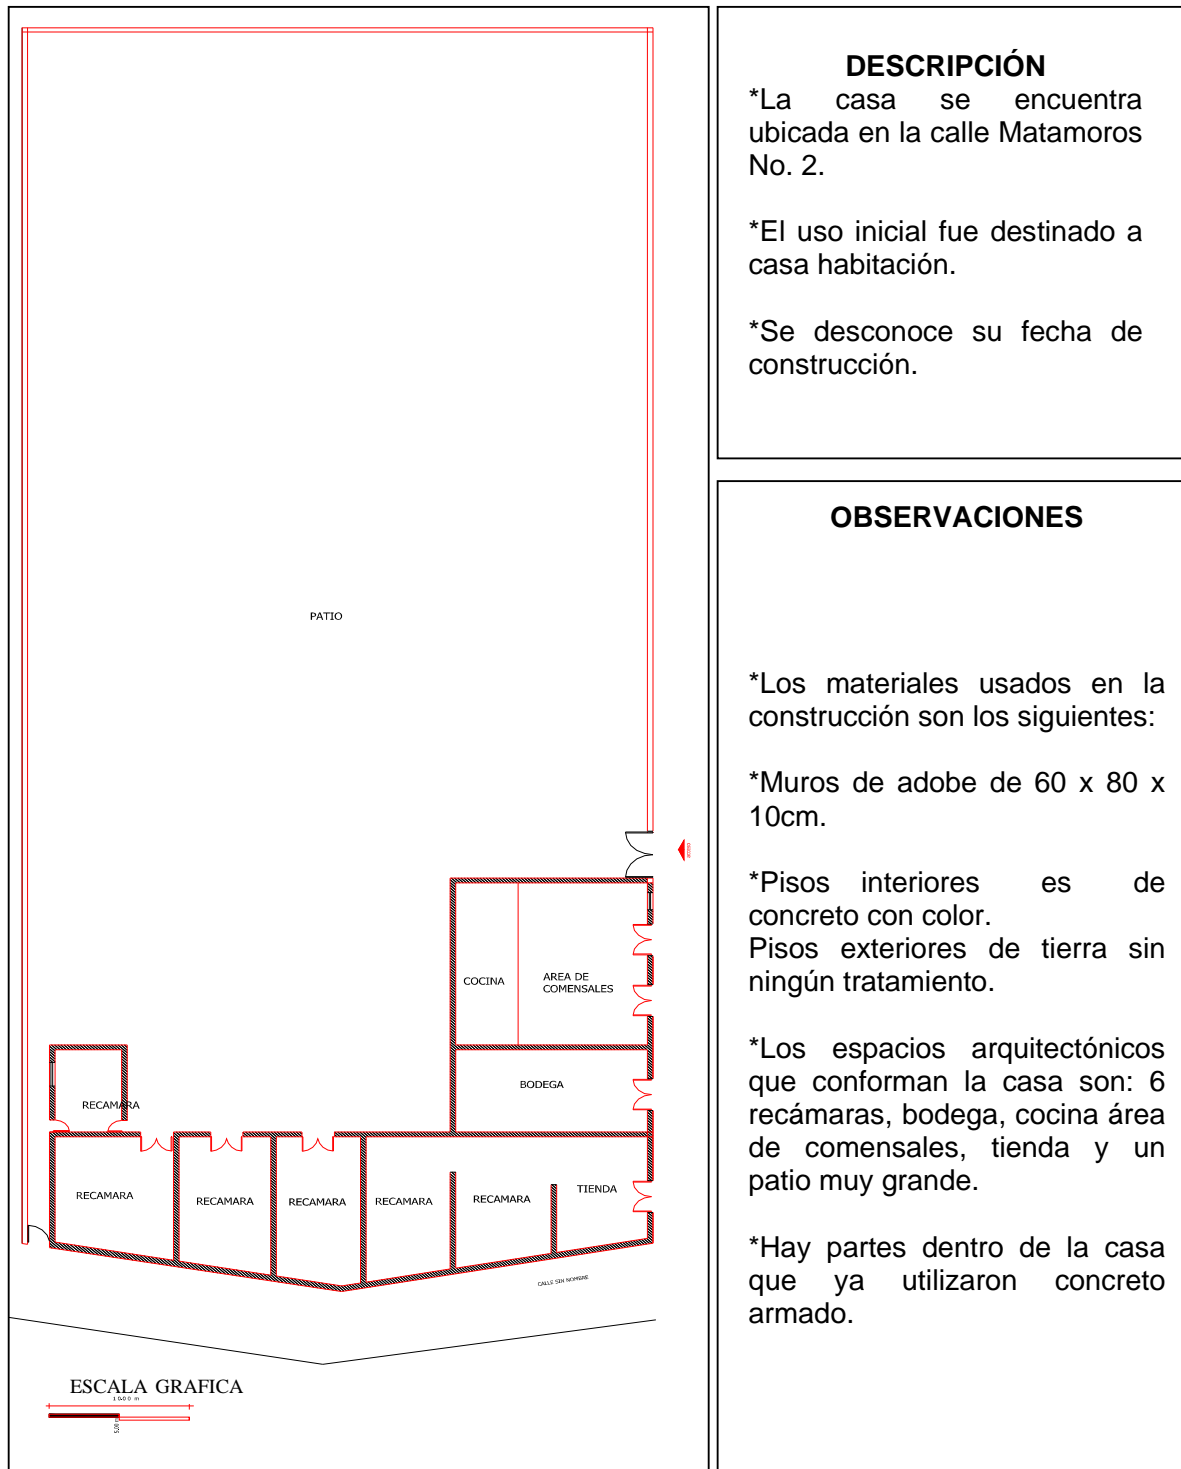 PATIO
ACCESO
COCINA
AREA DE
COMENSALES
BODEGA
RECAMARA
RECAMARA
RECAMARA
RECAMARA
RECAMARA
RECAMARA
TIENDA
CALLE SIN NOMBRE
ESCALA GRAFICA
10.00 m
5.00 m
DESCRIPCIÓN
*La casa se encuentra
ubicada en la calle Matamoros
No. 2.
*El uso inicial fue destinado a
casa habitación.
*Se desconoce su fecha de
construcción.
OBSERVACIONES
*Los materiales usados en la
construcción son los siguientes:
*Muros de adobe de 60 x 80 x
10cm.
*Pisos interiores es de
concreto con color.
Pisos exteriores de tierra sin
ningún tratamiento.
*Los espacios arquitectónicos
que conforman la casa son: 6
recámaras, bodega, cocina área
de comensales, tienda y un
patio muy grande.
*Hay partes dentro de la casa
que ya utilizaron concreto
armado.